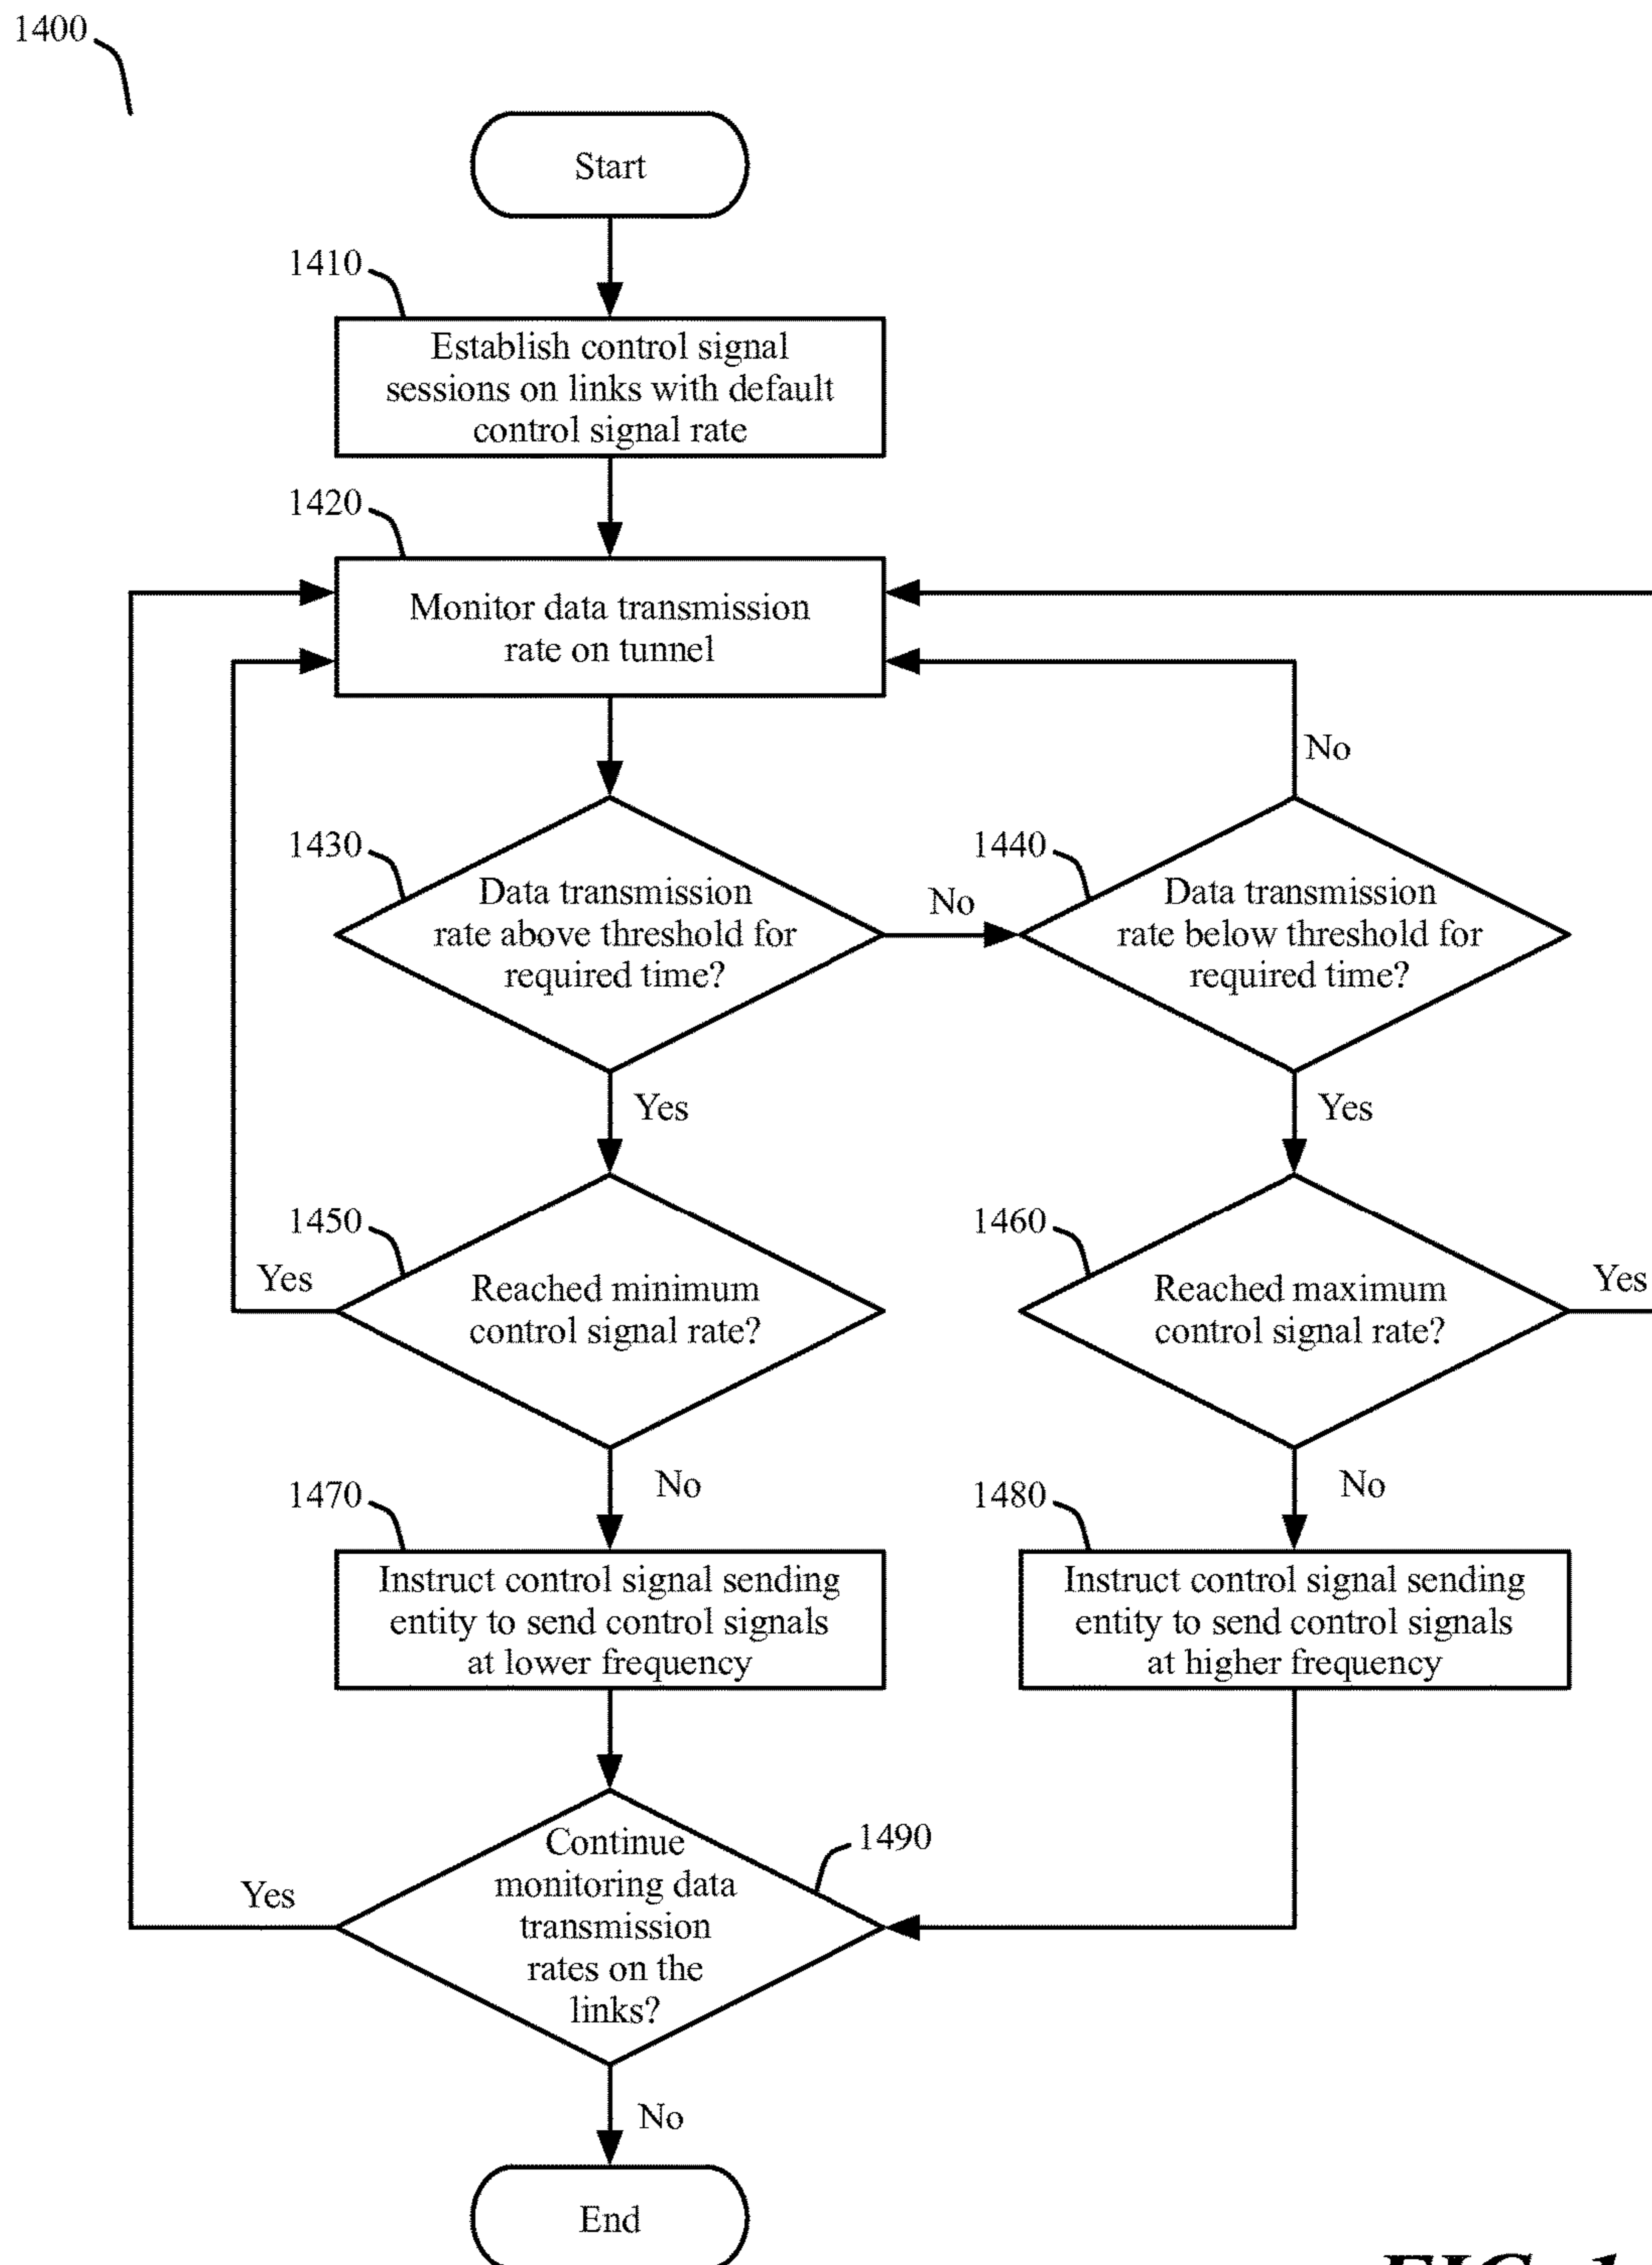 1400
Start
1410
Establish control signal
sessions on links with default
control signal rate
1420
Monitor data transmission
rate on tunnel
No
1430
Data transmission
rate above threshold for
required time?
No
1440
Data transmission
rate below threshold for
required time?
Yes
Yes
1450
Reached minimum
control signal rate?
Yes
1460
Reached maximum
control signal rate?
Yes
No
No
1470
Instruct control signal sending
entity to send control signals
at lower frequency
1480
Instruct control signal sending
entity to send control signals
at higher frequency
1490
Continue
monitoring data
transmission
rates on the
links?
Yes
No
End